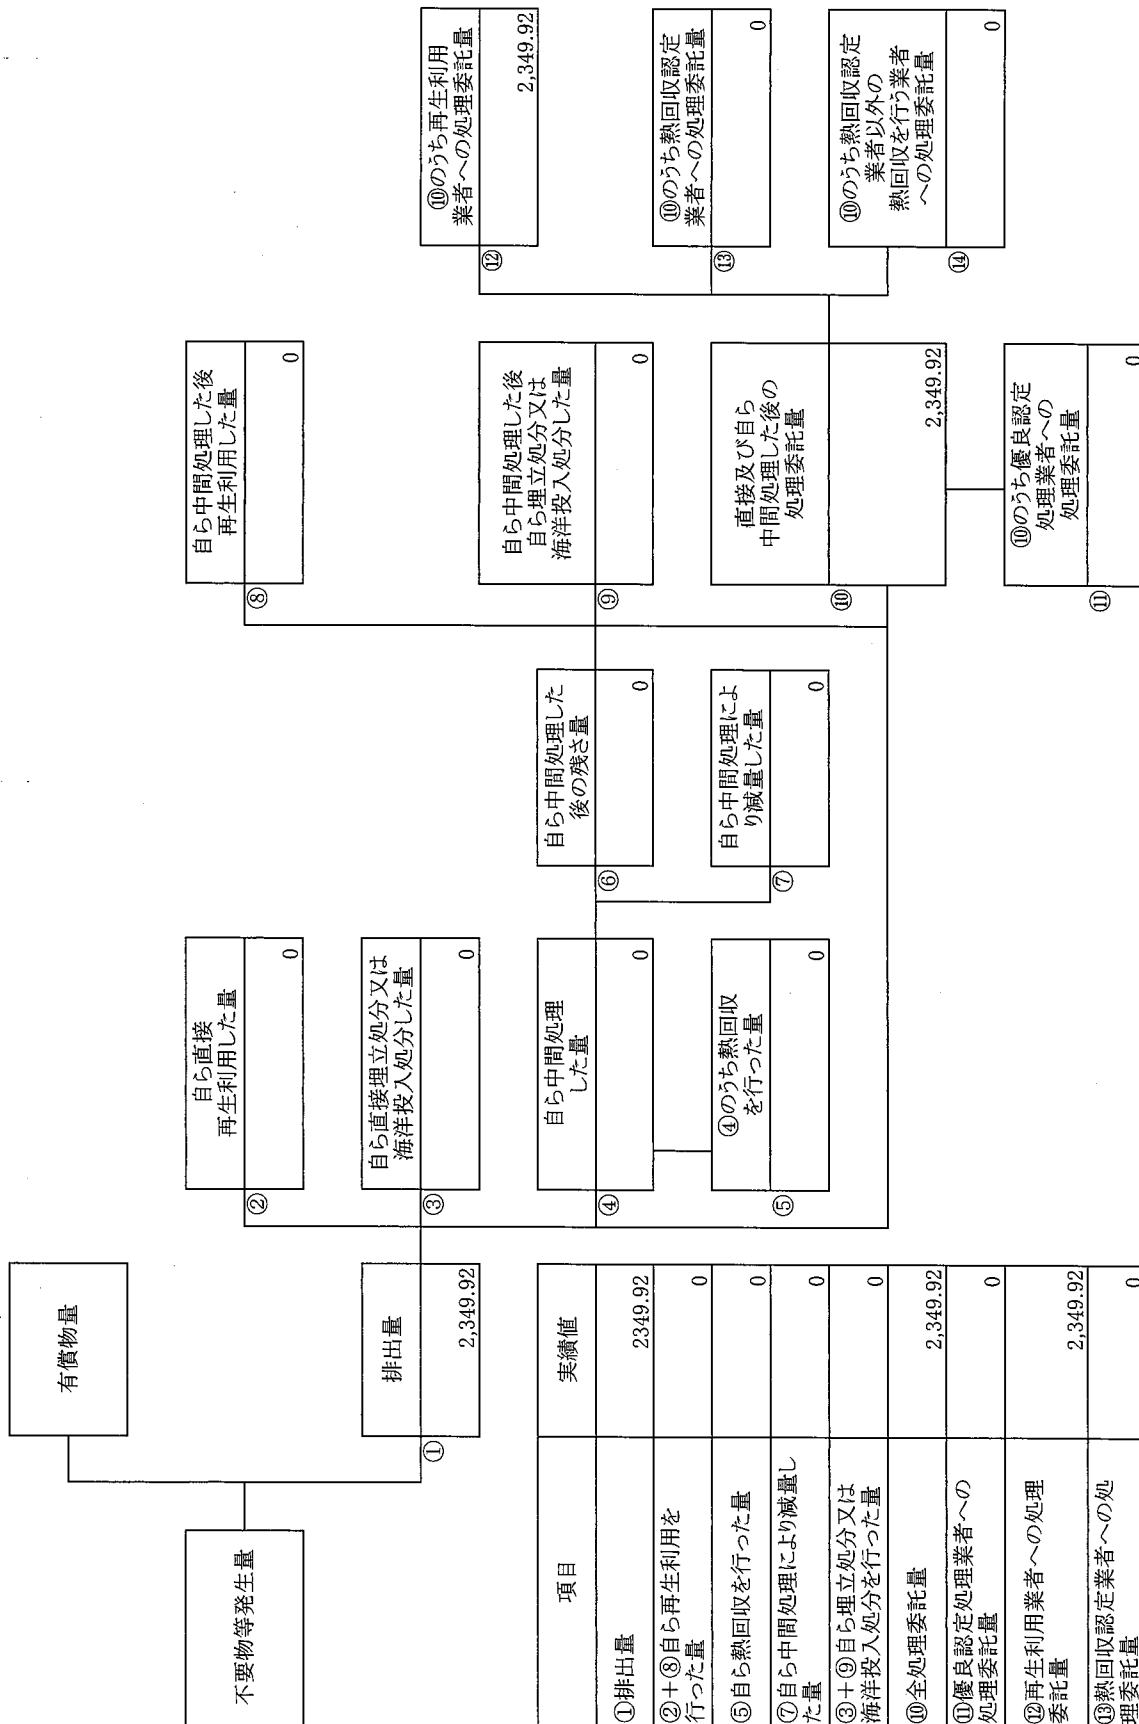 不要物等発生量
有償物量
①
排出量
2,349.92
②
自ら直接
再生利用した量
0
③
自ら直接埋立処分又は
海洋投入処分した量
0
④
自ら中間処理
した量
0
⑤
④のうち熱回収
を行った量
0
⑥
自ら中間処理した
後の残さ量
0
⑦
自ら中間処理によ
り減量した量
0
⑧
自ら中間処理した後
再生利用した量
0
⑨
自ら中間処理した後
自ら埋立処分又は
海洋投入処分した量
0
⑩
直接及び自ら
中間処理した後の
処理委託量
2,349.92
⑪
⑩のうち優良認定
処理業者への
処理委託量
0
⑫
⑩のうち再生利用
業者への処理委託量
2,349.92
⑬
⑩のうち熱回収認定
業者への処理委託量
0
⑭
⑩のうち熱回収認定
業者以外の
熱回収を行う業者
への処理委託量
0
項目 実績値
①排出量 2349.92
②+⑧自ら再生利用を
行った量 0
⑤自ら熱回収を行った量 0
⑦自ら中間処理により減量し
た量 0
③+⑨自ら埋立処分又は
海洋投入処分を行った量 0
⑩全処理委託量 2,349.92
⑪優良認定処理業者への
処理委託量 0
⑫再生利用業者への処理
委託量 2,349.92
⑬熱回収認定業者への処
理委託量 0